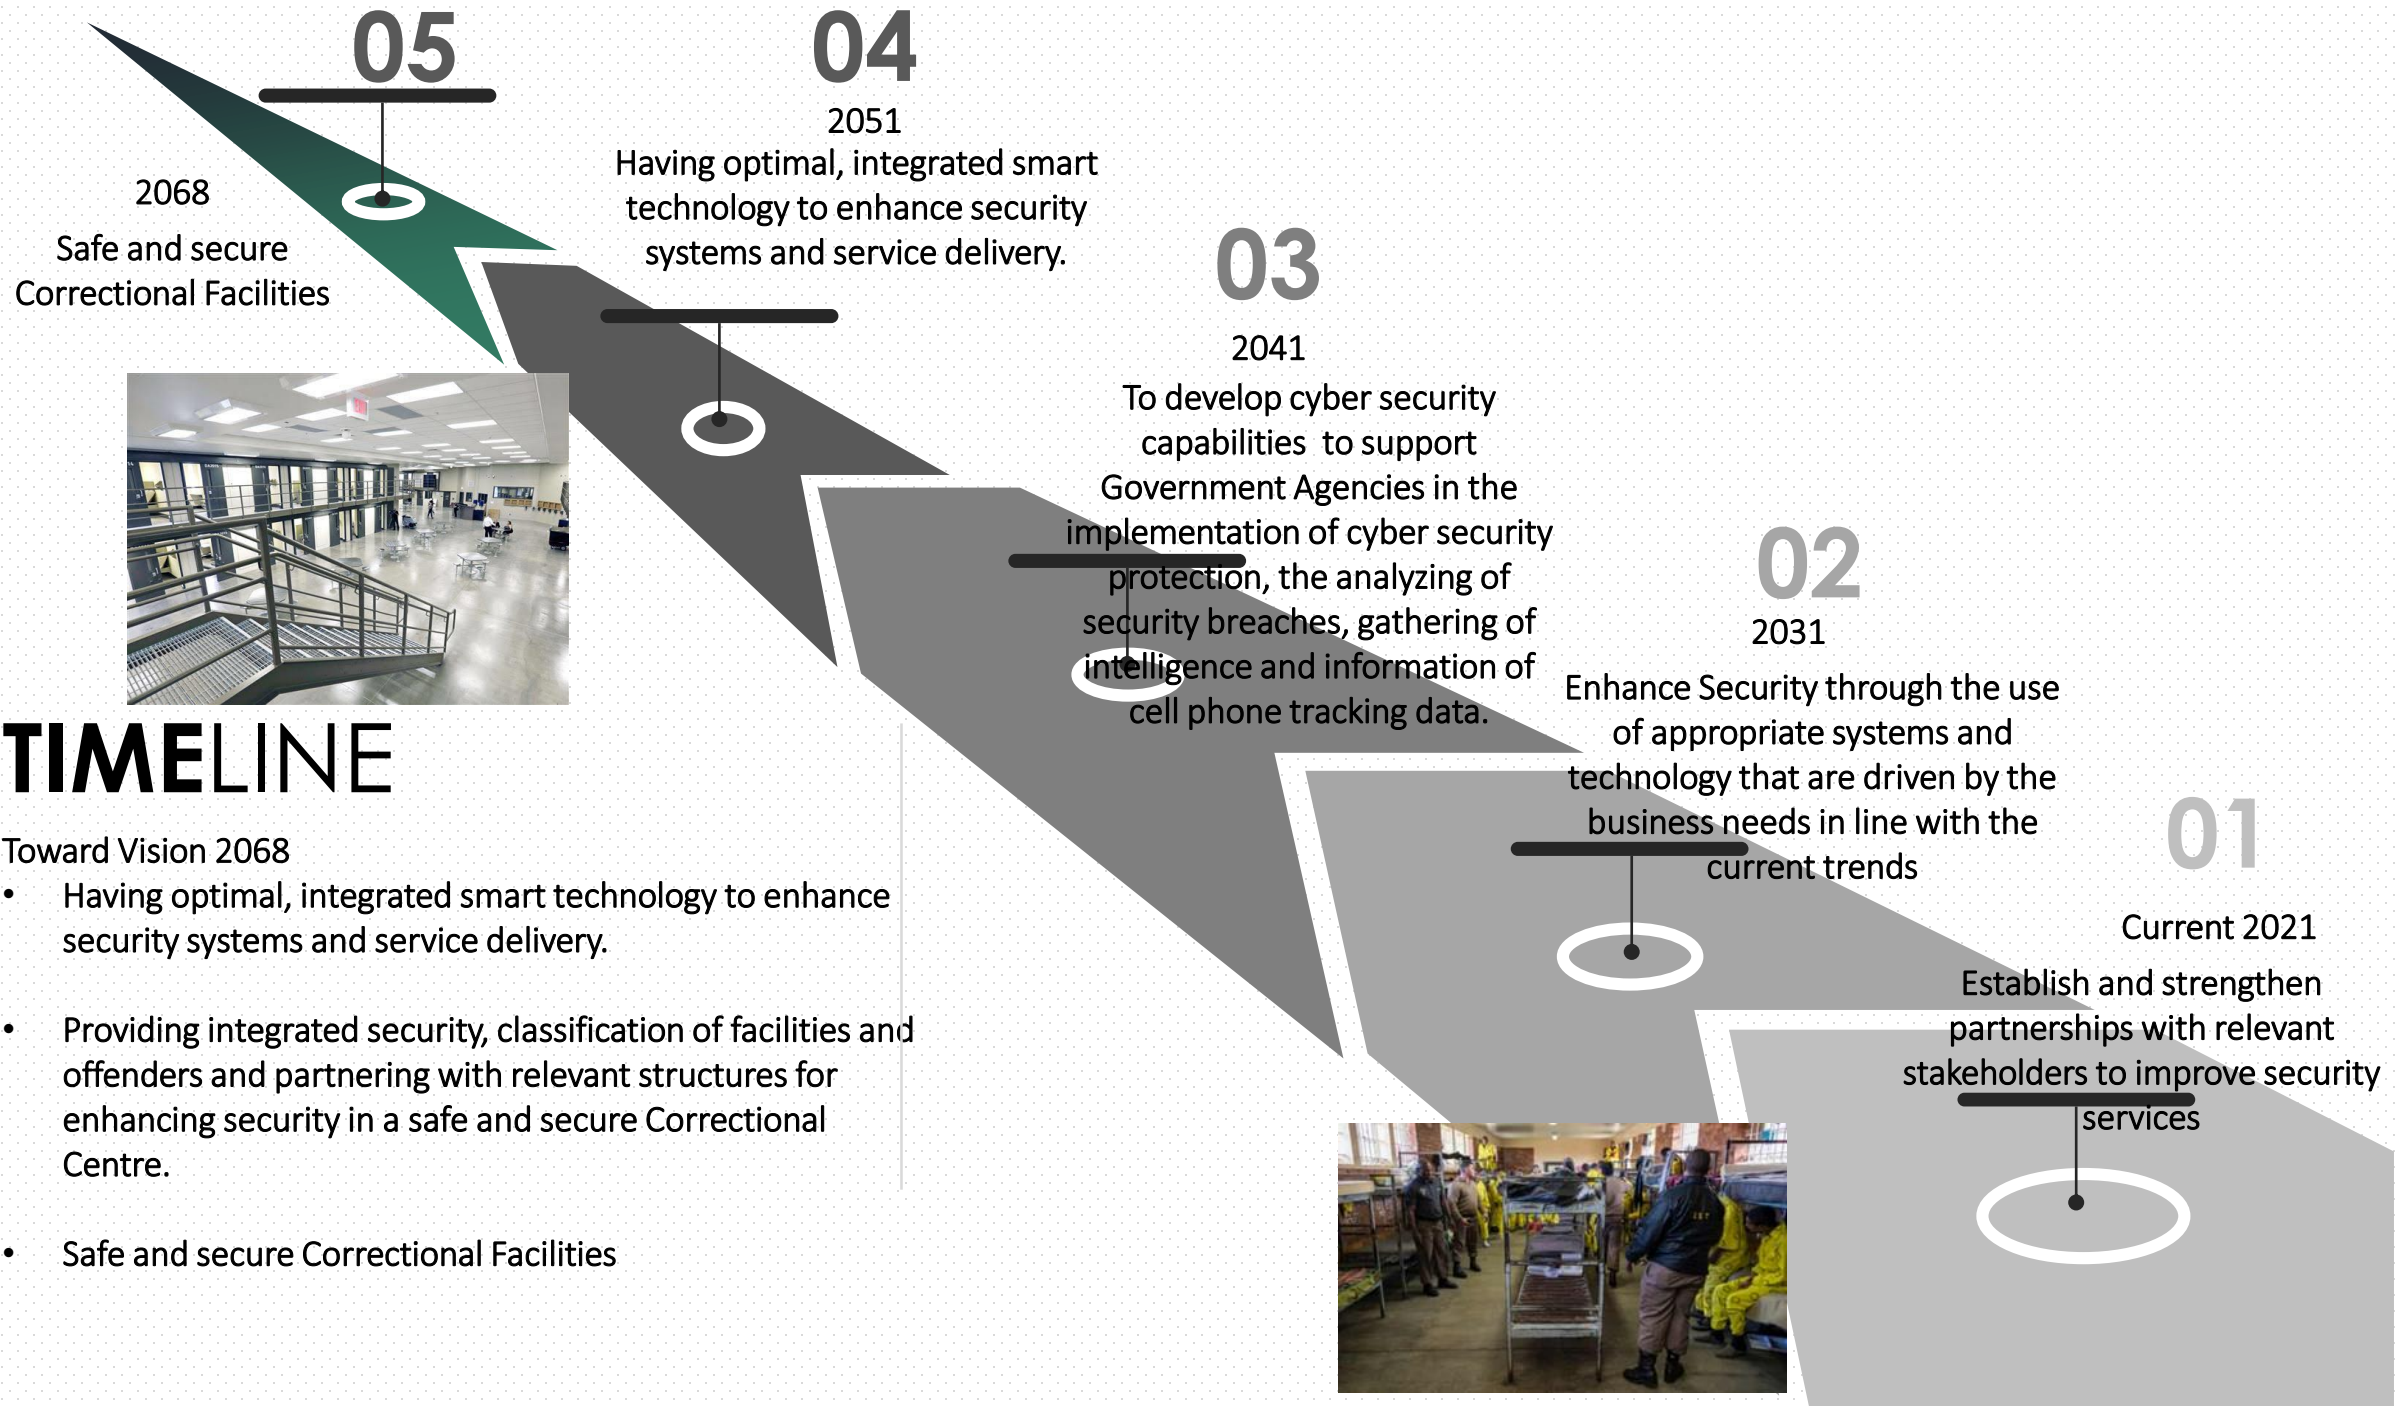 05
2068
Safe and secure
Correctional Facilities
04
2051
Having optimal, integrated smart
technology to enhance security
systems and service delivery.
03
2041
To develop cyber security
capabilities  to support
Government Agencies in the
implementation of cyber security
protection, the analyzing of
security breaches, gathering of
intelligence and information of
cell phone tracking data.
02
2031
Enhance Security through the use
of appropriate systems and
technology that are driven by the
business needs in line with the
current trends
01
Current 2021
Establish and strengthen
partnerships with relevant
stakeholders to improve security
services
TIMELINE
Toward Vision 2068
• Having optimal, integrated smart technology to enhance
security systems and service delivery.
• Providing integrated security, classification of facilities and
offenders and partnering with relevant structures for
enhancing security in a safe and secure Correctional
Centre.
• Safe and secure Correctional Facilities
EXIT